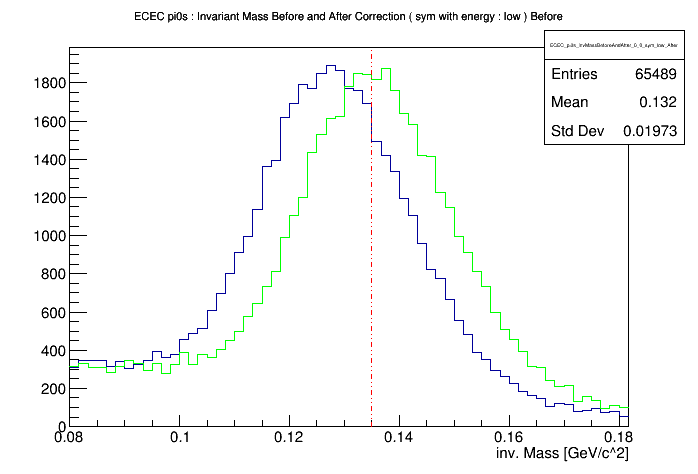 ECEC pi0s : Invariant Mass Before and After Correction ( sym with energy : low ) Before
ECEC_pi0s_InvMassBeforeAndAfter_0_0_sym_low_After
Entries 65489
Mean 0.132
Std Dev 0.01973
1800
1600
1400
1200
1000
800
600
400
200
0
0.08 0.1 0.12 0.14 0.16 0.18
inv. Mass [GeV/c^2]